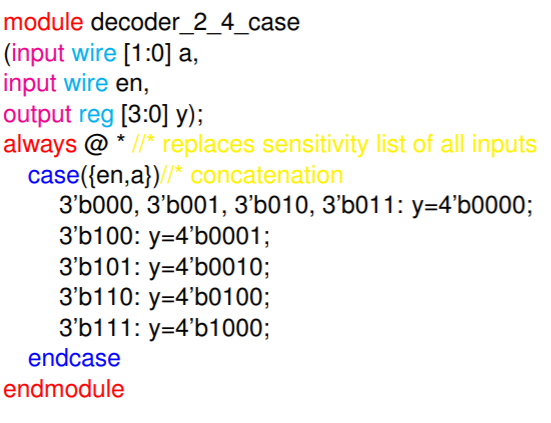 module decoder_2_4_case
(input wire [1:0] a,
input wire en,
output reg [3:0] y);
always @ * //* replaces sensitivity list of all inputs
case({en,a})//* concatenation
3’b000, 3’b001, 3’b010, 3’b011: y=4’b0000;
3’b100: y=4’b0001;
3’b101: y=4’b0010;
3’b110: y=4’b0100;
3’b111: y=4’b1000;
endcase
endmodule